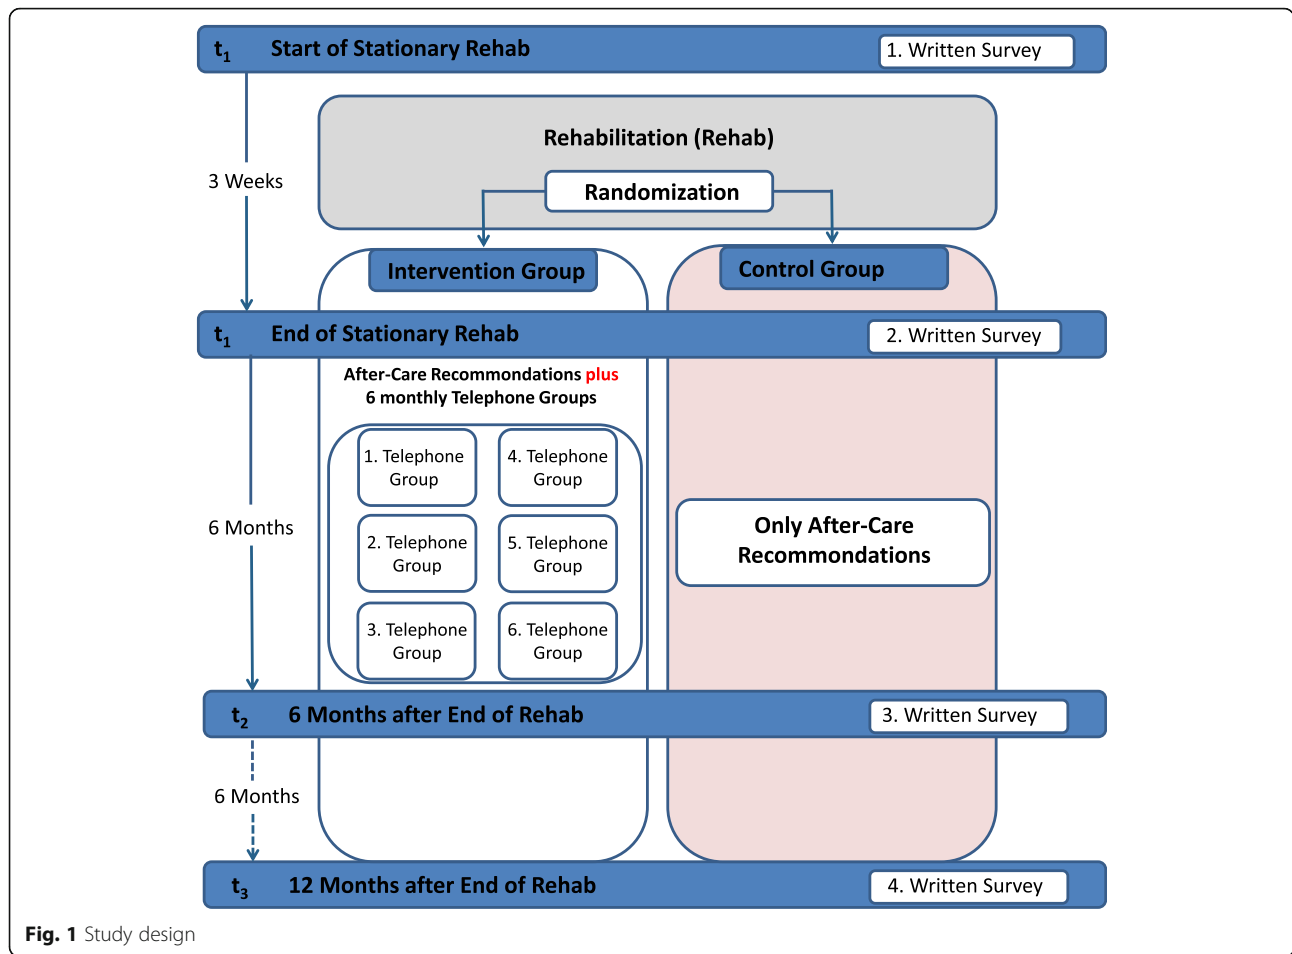 t1 Start of Stationary Rehab 1. Written Survey
Rehabilitation (Rehab)
3 Weeks
Randomization
Intervention Group
Control Group
t1 End of Stationary Rehab 2. Written Survey
After-Care Recommondations plus
6 monthly Telephone Groups
1. Telephone
Group
4. Telephone
Group
2. Telephone
Group
5. Telephone
Group
3. Telephone
Group
6. Telephone
Group
6 Months
Only After-Care
Recommondations
t2 6 Months after End of Rehab 3. Written Survey
6 Months
t3 12 Months after End of Rehab 4. Written Survey
Fig. 1 Study design